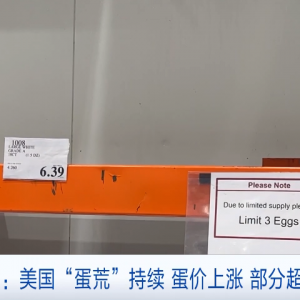 1008
LARGE WHITE
GRADE A
6.39
Please Note
Due to limited supply ple
Limit 3 Eggs
：美国“蛋荒”持续 蛋价上涨 部分超